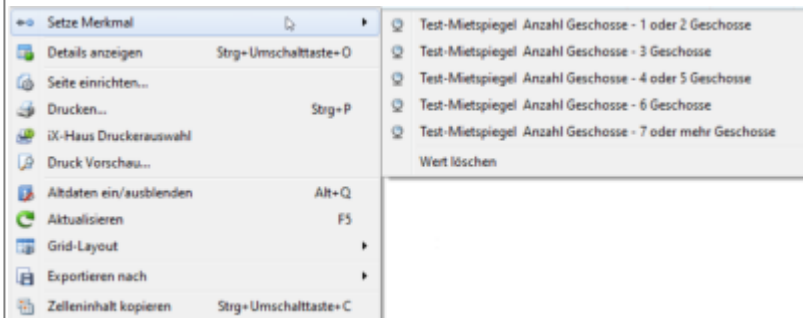 Setze Merkmal
Details anzeigen Strg+Umschalttaste+O
Seite einrichten...
Drucken... Strg+P
iX-Haus Druckerauswahl
Druck Vorschau...
Altdaten ein/ausblenden Alt+Q
Aktualisieren F5
Grid-Layout
Exportieren nach
Zelleninhalt kopieren Strg+Umschalttaste+C
Test-Mietspiegel Anzahl Geschosse - 1 oder 2 Geschosse
Test-Mietspiegel Anzahl Geschosse - 3 Geschosse
Test-Mietspiegel Anzahl Geschosse - 4 oder 5 Geschosse
Test-Mietspiegel Anzahl Geschosse - 6 Geschosse
Test-Mietspiegel Anzahl Geschosse - 7 oder mehr Geschosse
Wert löschen